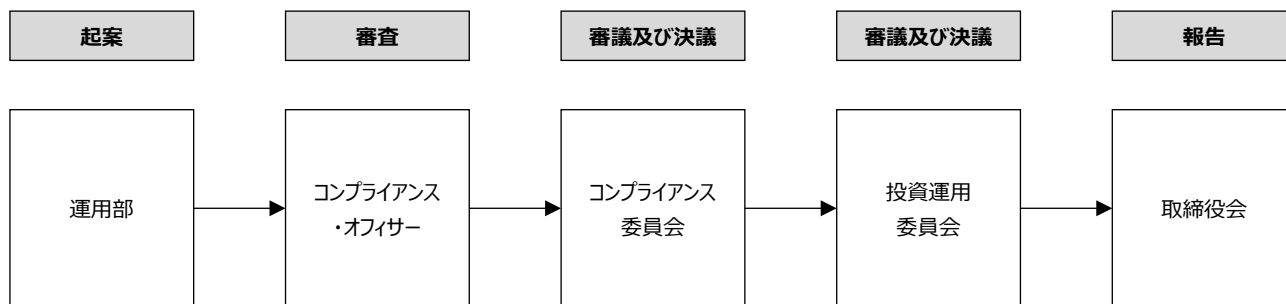 起案
審査
審議及び決議
審議及び決議
報告
運用部
コンプライアンス
・オフィサー
コンプライアンス
委員会
投資運用
委員会
取締役会